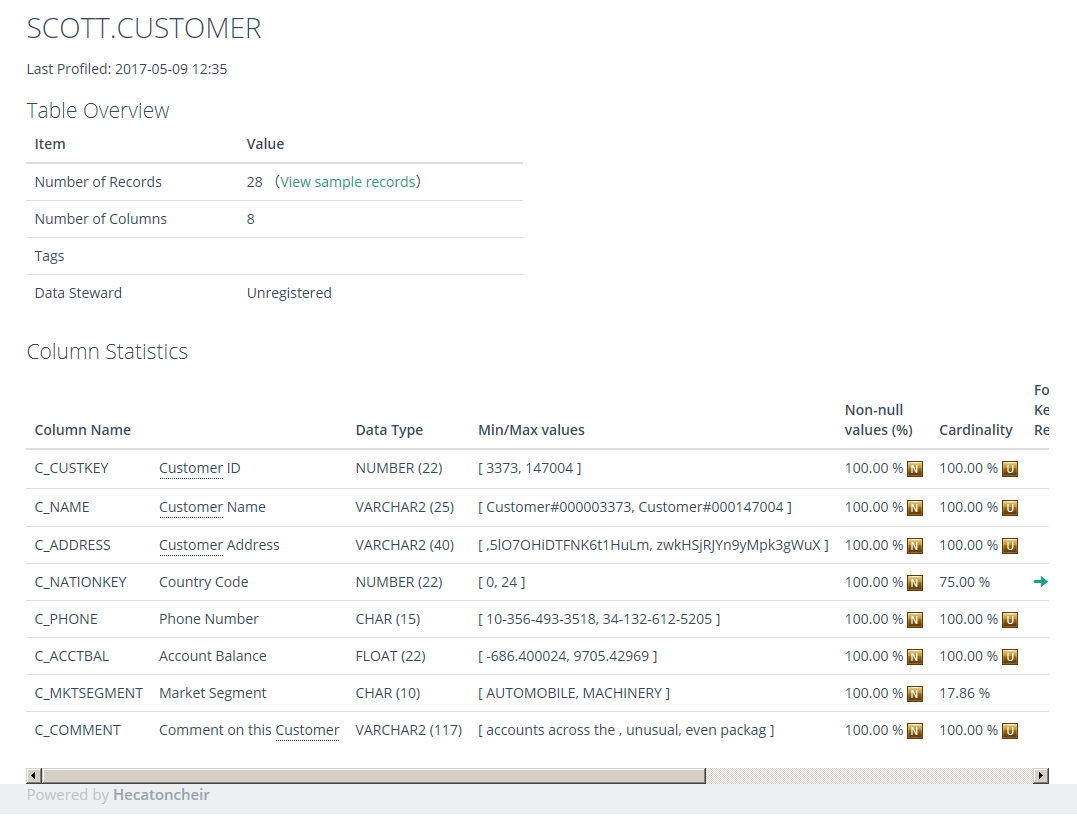 SCOTT.CUSTOMER
Last Profiled: 2017-05-09 12:35
Table Overview
Item Value
Number of Records 28 (View sample records)
Number of Columns 8
Tags
Data Steward Unregistered
Column Statistics
Column Name Data Type Min/Max values Non-null values (%) Cardinality Fo Ke Re
C_CUSTKEY Customer ID NUMBER (22) [ 3373, 147004 ] 100.00 % N 100.00 % U
C_NAME Customer Name VARCHAR2 (25) [ Customer#000003373, Customer#000147004 ] 100.00 % N 100.00 % U
C_ADDRESS Customer Address VARCHAR2 (40) [ ,5lO7OHiDTFNK6t1HuLm, zwkHSjRJYn9yMpk3gWuX ] 100.00 % N 100.00 % U
C_NATIONKEY Country Code NUMBER (22) [ 0, 24 ] 100.00 % N 75.00 %
C_PHONE Phone Number CHAR (15) [ 10-356-493-3518, 34-132-612-5205 ] 100.00 % N 100.00 % U
C_ACCTBAL Account Balance FLOAT (22) [ -686.400024, 9705.42969 ] 100.00 % N 100.00 % U
C_MKTSEGMENT Market Segment CHAR (10) [ AUTOMOBILE, MACHINERY ] 100.00 % N 17.86 %
C_COMMENT Comment on this Customer VARCHAR2 (117) [ accounts across the , unusual, even packag ] 100.00 % N 100.00 % U
Powered by Hecatoncheir